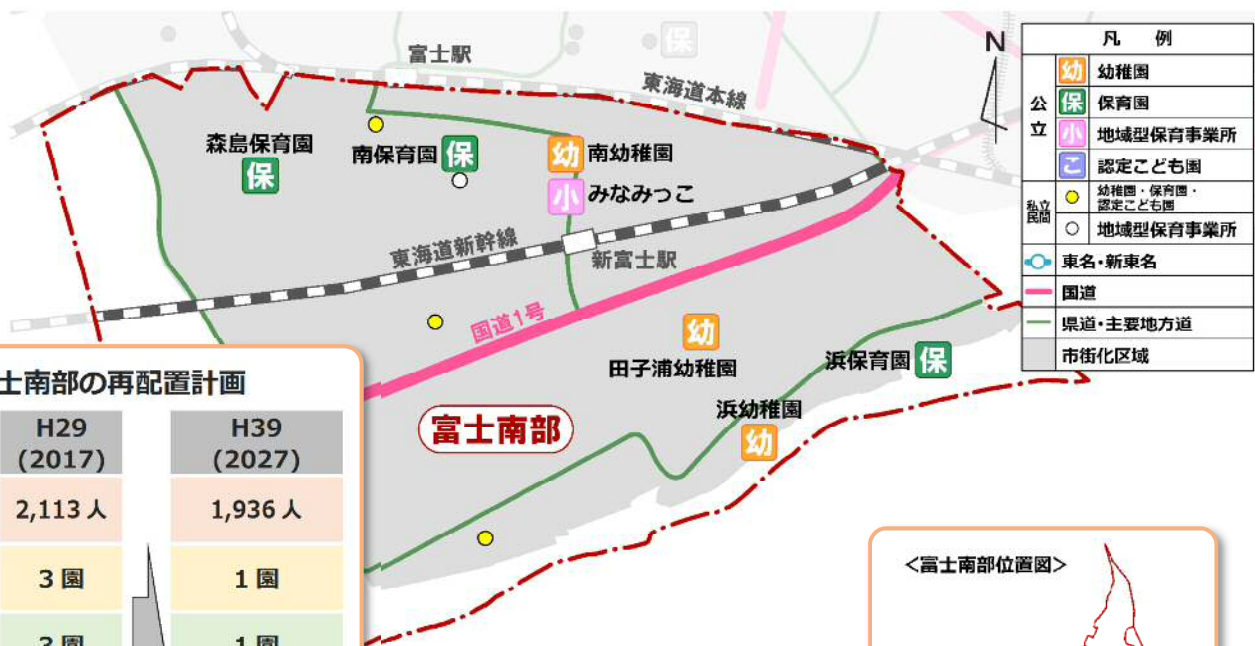 富士駅
東海道本線
保
N
森島保育園
保
南保育園
保
幼
南幼稚園
小
みなみっこ
東海道新幹線
新富士駅
国道1号
幼
田子浦幼稚園
浜保育園
保
浜幼稚園
幼
富士南部
凡 例
公立
幼 幼稚園
保 保育園
小 地域型保育事業所
こ 認定こども園
私立
民間
幼稚園・保育園・
認定こども園
地域型保育事業所
東名・新東名
国道
県道・主要地方道
市街化区域
士南部の再配置計画
H29
(2017)
H39
(2027)
2,113 人
1,936 人
3 園
1 園
1 園
<富士南部位置図>